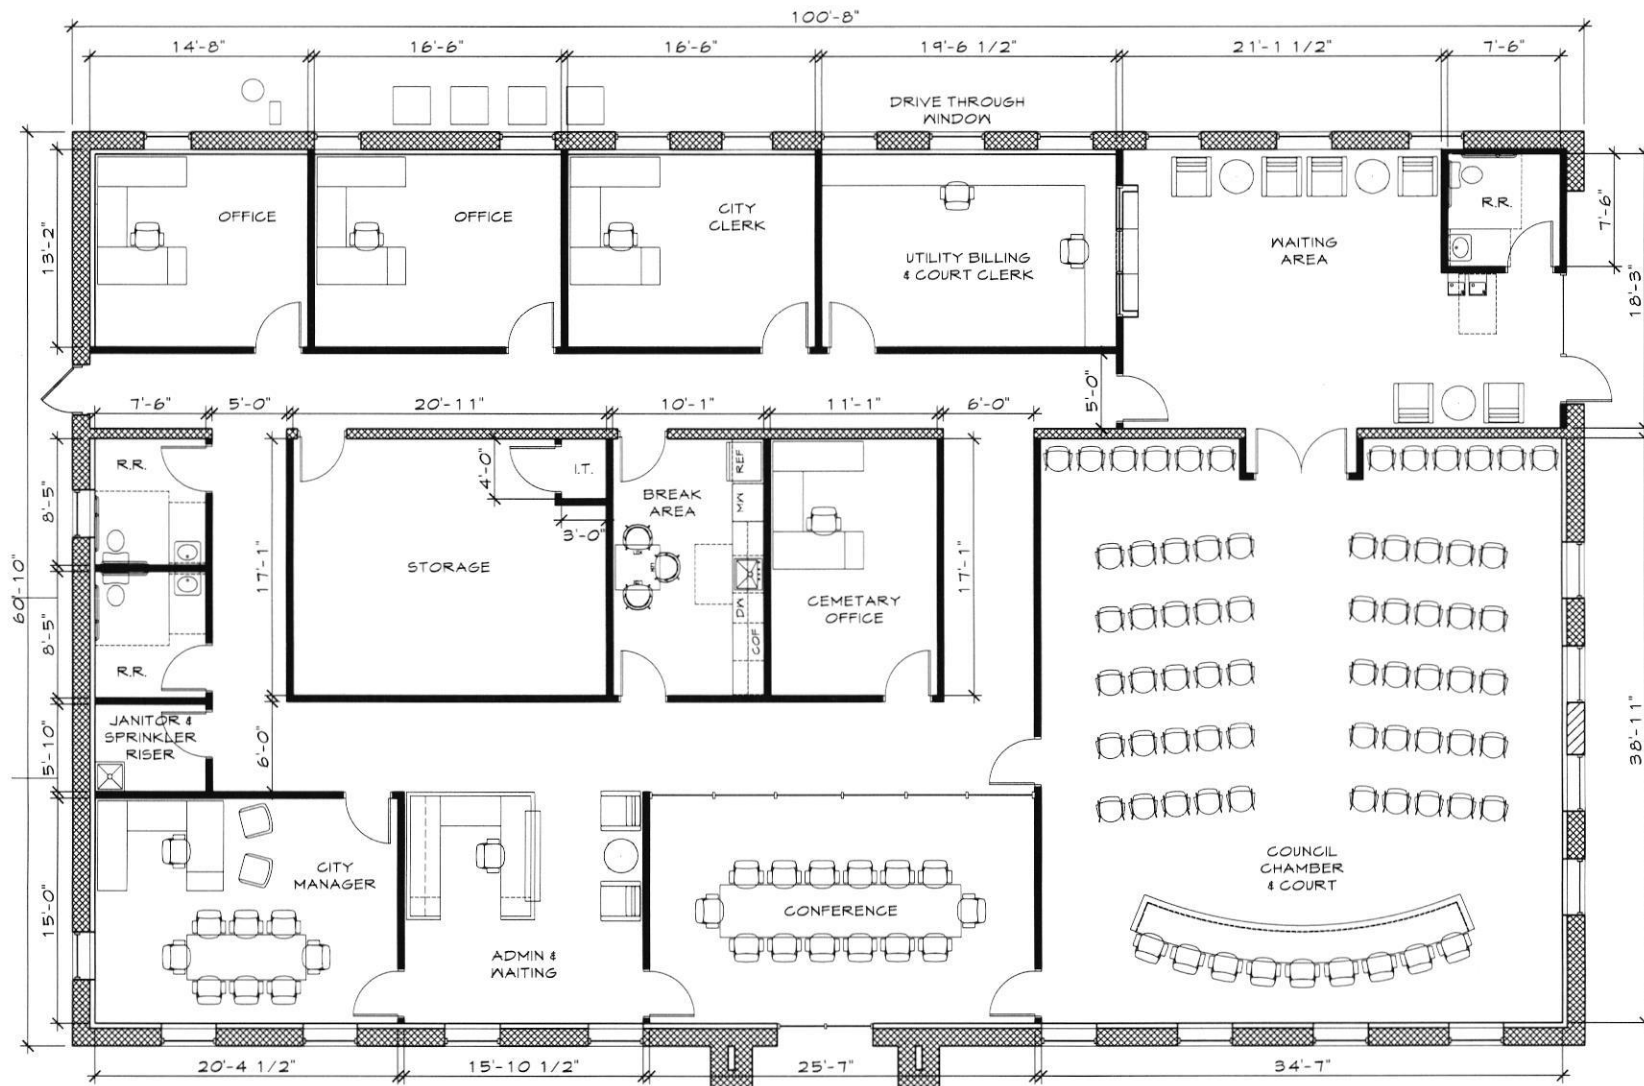 100'-8"
14'-8"
16'-6"
16'-6"
19'-6 1/2"
21'-1 1/2"
7'-6"
DRIVE THROUGH
WINDOW
OFFICE
OFFICE
CITY
CLERK
UTILITY BILLING
& COURT CLERK
WAITING
AREA
R.R.
7'-6"
18'-3"
13'-2"
5'-0"
7'-6"
5'-0"
20'-11"
10'-1"
11'-1"
6'-0"
R.R.
8'-5"
4'-0"
I.T.
3'-0"
BREAK
AREA
REF
MW
DW
COF
17'-1"
STORAGE
CEMETARY
OFFICE
17'-1"
60'-10"
8'-5"
R.R.
JANITOR &
SPRINKLER
RISER
5'-10"
6'-0"
38'-11"
15'-0"
CITY
MANAGER
ADMIN &
WAITING
CONFERENCE
COUNCIL
CHAMBER
& COURT
20'-4 1/2"
15'-10 1/2"
25'-7"
34'-7"